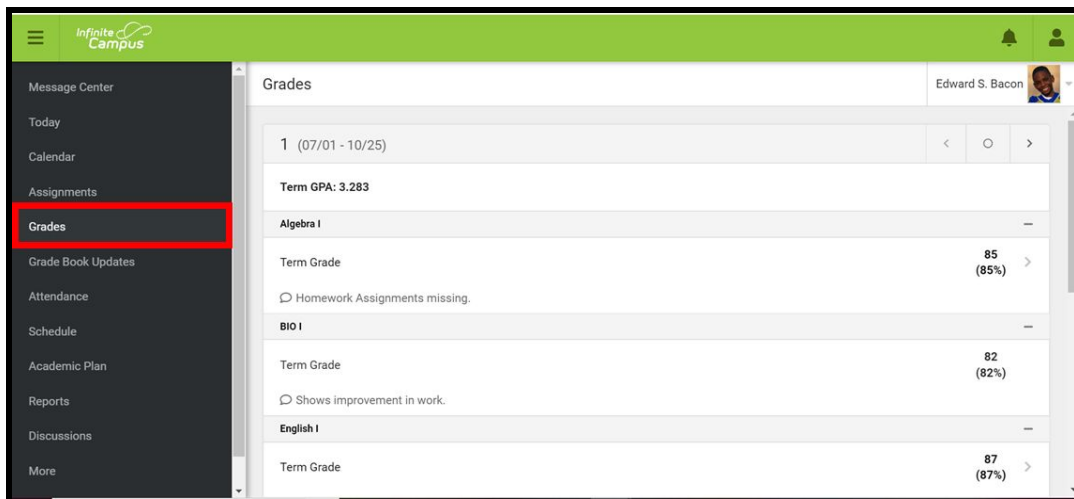 Infinite
Campus
Message Center
Today
Calendar
Assignments
Grades
Grade Book Updates
Attendance
Schedule
Academic Plan
Reports
Discussions
More
Grades
Edward S. Bacon
1 (07/01 - 10/25)
Term GPA: 3.283
Algebra I
Term Grade
85
(85%)
Homework Assignments missing.
BIO I
Term Grade
82
(82%)
Shows improvement in work.
English I
Term Grade
87
(87%)